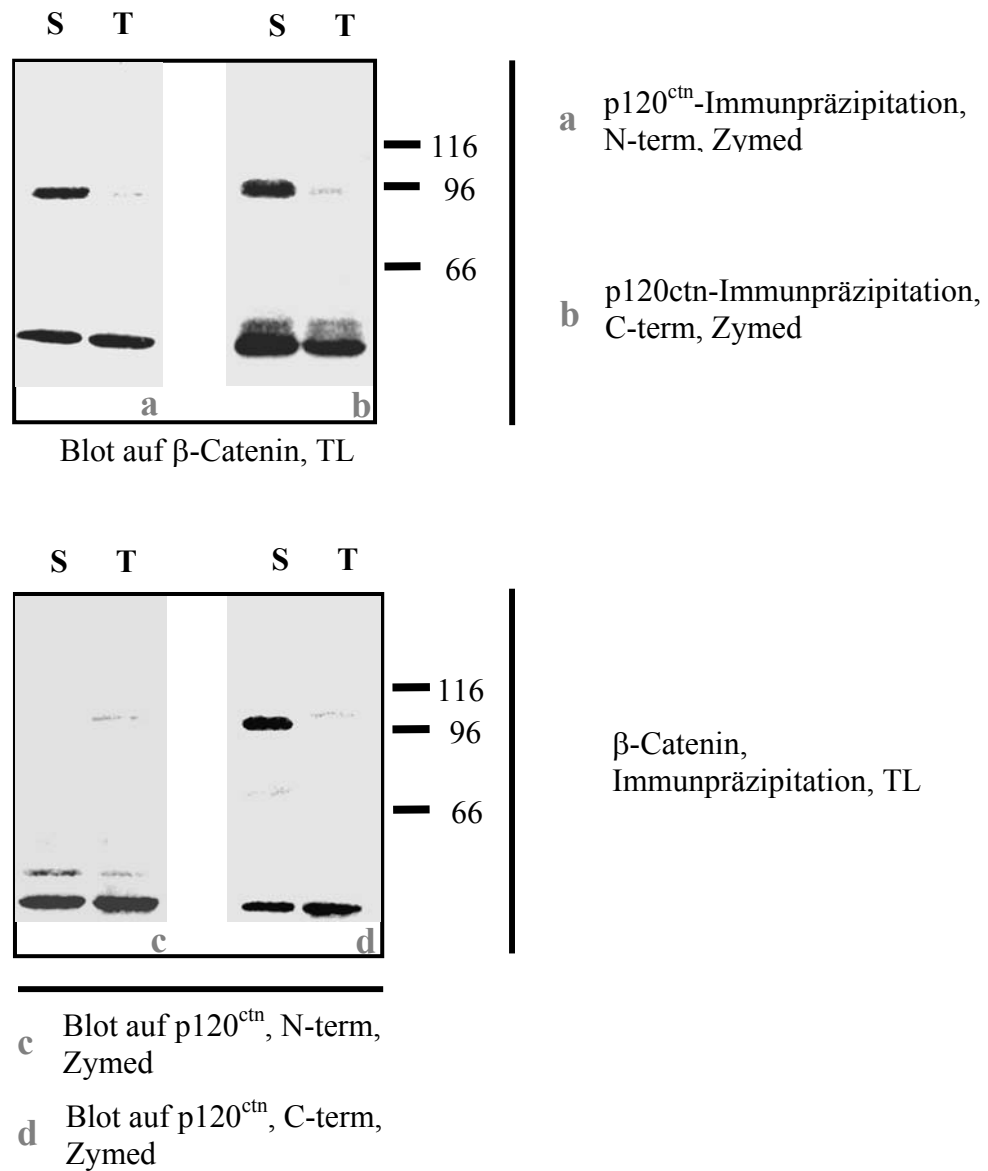 S T S T
116
96
66
a b
Blot auf β-Catenin, TL
a p120ctn-Immunpräzipitation,
N-term, Zymed
b p120ctn-Immunpräzipitation,
C-term, Zymed
S T S T
116
96
66
c d
β-Catenin,
Immunpräzipitation, TL
c Blot auf p120ctn, N-term,
Zymed
d Blot auf p120ctn, C-term,
Zymed